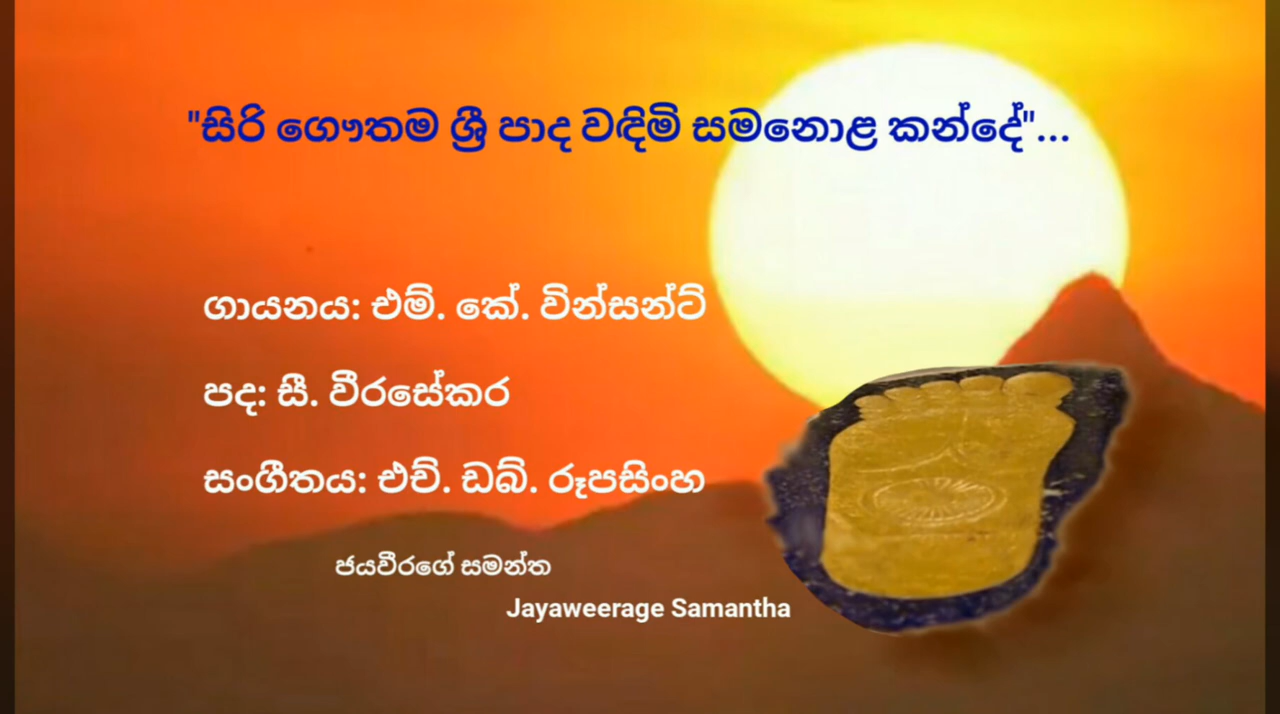 "සිරි ගෞතම ශ්‍රී පාද වඳිමි සමනොළ කන්දේ"...
ගායනය: එම්. කේ. වින්සන්ට්
පද: සී. වීරසේකර
සංගීතය: එච්. ඩබ්. රූපසිංහ
ජයවීරගේ සමන්ත
Jayaweerage Samantha